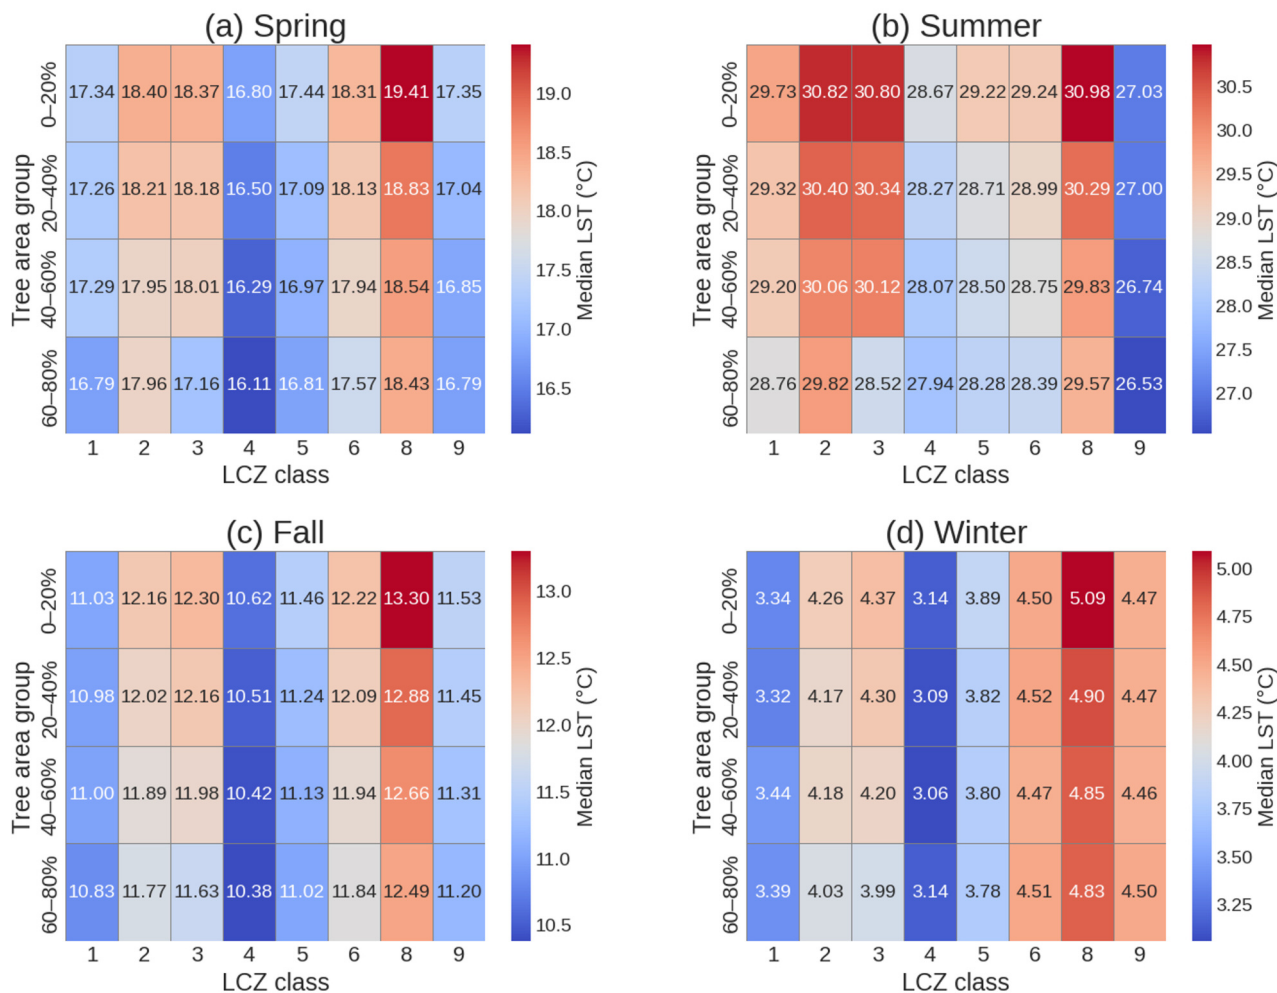 (a) Spring
Tree area group
0–20%
17.34 18.40 18.37 16.80 17.44 18.31 19.41 17.35
20–40%
17.26 18.21 18.18 16.50 17.09 18.13 18.83 17.04
40–60%
17.29 17.95 18.01 16.29 16.97 17.94 18.54 16.85
60–80%
16.79 17.96 17.16 16.11 16.81 17.57 18.43 16.79
1 2 3 4 5 6 8 9
LCZ class
19.0
18.5
18.0
17.5
17.0
16.5
Median LST (°C)
(b) Summer
Tree area group
0–20%
29.73 30.82 30.80 28.67 29.22 29.24 30.98 27.03
20–40%
29.32 30.40 30.34 28.27 28.71 28.99 30.29 27.00
40–60%
29.20 30.06 30.12 28.07 28.50 28.75 29.83 26.74
60–80%
28.76 29.82 28.52 27.94 28.28 28.39 29.57 26.53
1 2 3 4 5 6 8 9
LCZ class
30.5
30.0
29.5
29.0
28.5
28.0
27.5
27.0
Median LST (°C)
(c) Fall
Tree area group
0–20%
11.03 12.16 12.30 10.62 11.46 12.22 13.30 11.53
20–40%
10.98 12.02 12.16 10.51 11.24 12.09 12.88 11.45
40–60%
11.00 11.89 11.98 10.42 11.13 11.94 12.66 11.31
60–80%
10.83 11.77 11.63 10.38 11.02 11.84 12.49 11.20
1 2 3 4 5 6 8 9
LCZ class
13.0
12.5
12.0
11.5
11.0
10.5
Median LST (°C)
(d) Winter
Tree area group
0–20%
3.34 4.26 4.37 3.14 3.89 4.50 5.09 4.47
20–40%
3.32 4.17 4.30 3.09 3.82 4.52 4.90 4.47
40–60%
3.44 4.18 4.20 3.06 3.80 4.47 4.85 4.46
60–80%
3.39 4.03 3.99 3.14 3.78 4.51 4.83 4.50
1 2 3 4 5 6 8 9
LCZ class
5.00
4.75
4.50
4.25
4.00
3.75
3.50
3.25
Median LST (°C)